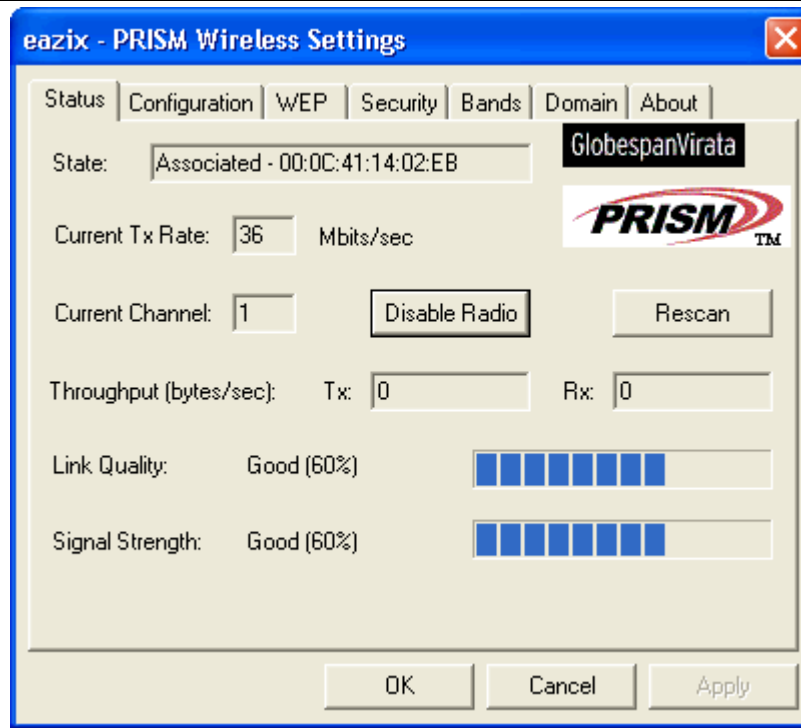 eazix - PRISM Wireless Settings
Status Configuration WEP Security Bands Domain About
GlobespanVirata
State: Associated - 00:0C:41:14:02:EB
PRISM TM
Current Tx Rate: 36 Mbits/sec
Current Channel: 1 Disable Radio Rescan
Throughput (bytes/sec): Tx: 0 Rx: 0
Link Quality: Good (60%)
Signal Strength: Good (60%)
OK Cancel Apply